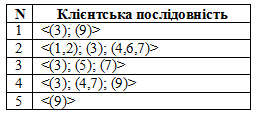 N Клієнтська послідовність
1 <(3); (9)>
2 <(1,2); (3); (4,6,7)>
3 <(3); (5); (7)>
4 <(3); (4,7); (9)>
5 <(9)>